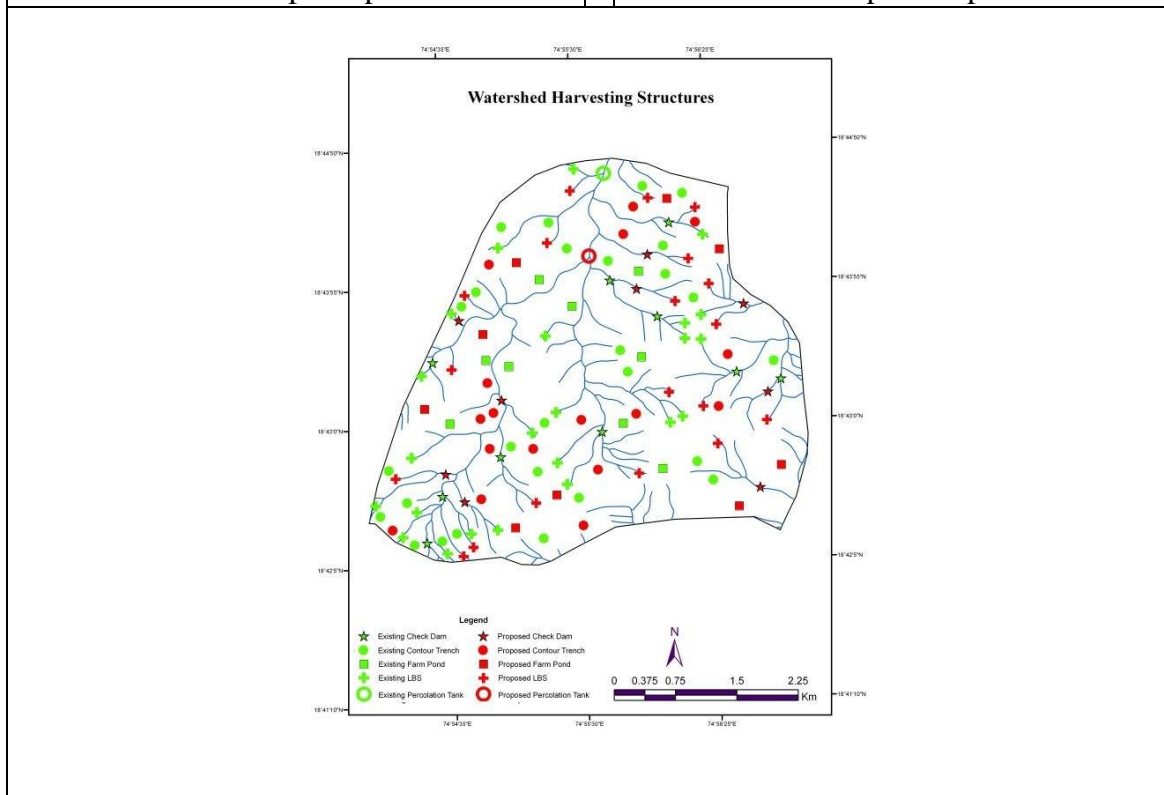 74°54'35"E 74°55'30"E 74°56'25"E
Watershed Harvesting Structures
18°44'50"N 18°44'50"N
18°43'55"N 18°43'55"N
18°43'0"N 18°43'0"N
18°42'5"N 18°42'5"N
Legend
Existing Check Dam Proposed Check Dam
Existing Contour Trench Proposed Contour Trench
Existing Farm Pond Proposed Farm Pond
Existing LBS Proposed LBS
Existing Percolation Tank Proposed Percolation Tank
N
0 0.375 0.75 1.5 2.25
Km
18°41'10"N 18°41'10"N
74°54'35"E 74°55'30"E 74°56'25"E